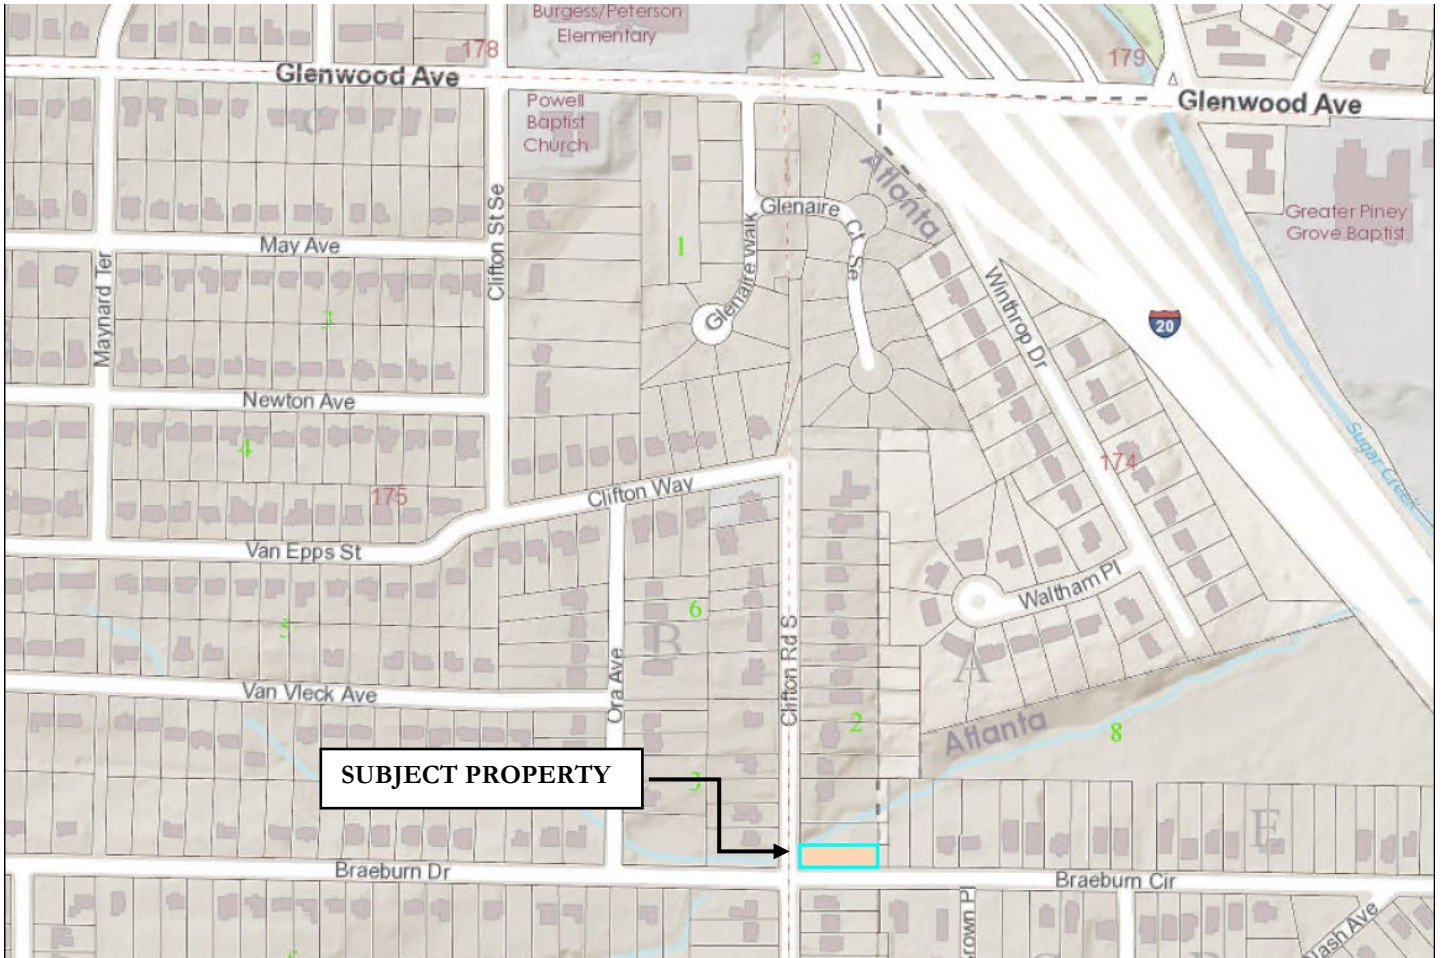 Burgess/Peterson
Elementary
178
2
179
Glenwood Ave
Glenwood Ave
Powell
Baptist
Church
Atlanta
Greater Piney
Grove Baptist
Glenaire
Ct Se
Glenaire Walk
Clifton St Se
1
May Ave
Maynard Ter
3
Winthrop Dr
20
Newton Ave
4
174
175
Sugar Creek
Clifton Way
Van Epps St
Waltham Pl
5
6
B
A
Clifton Rd S
Ora Ave
Van Vleck Ave
2
Atlanta
8
SUBJECT PROPERTY
3
E
Braeburn Dr
Braeburn Cir
rown Pl
Nash Ave